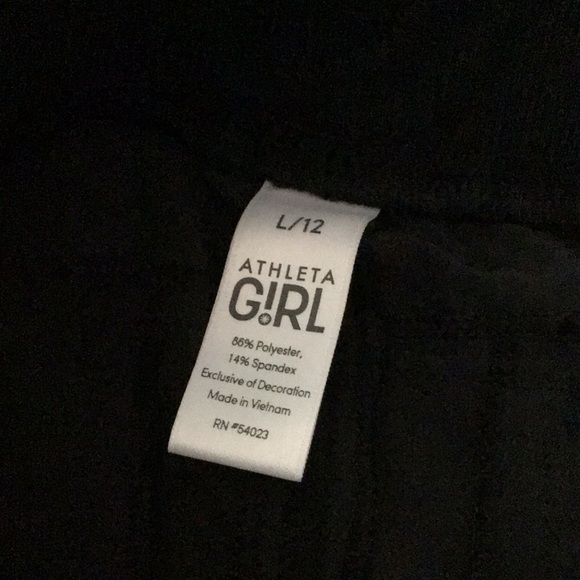 L/12
ATHLETA
GIRL
86% Polyester,
14% Spandex
Exclusive of Decoration
Made in Vietnam
RN #54023